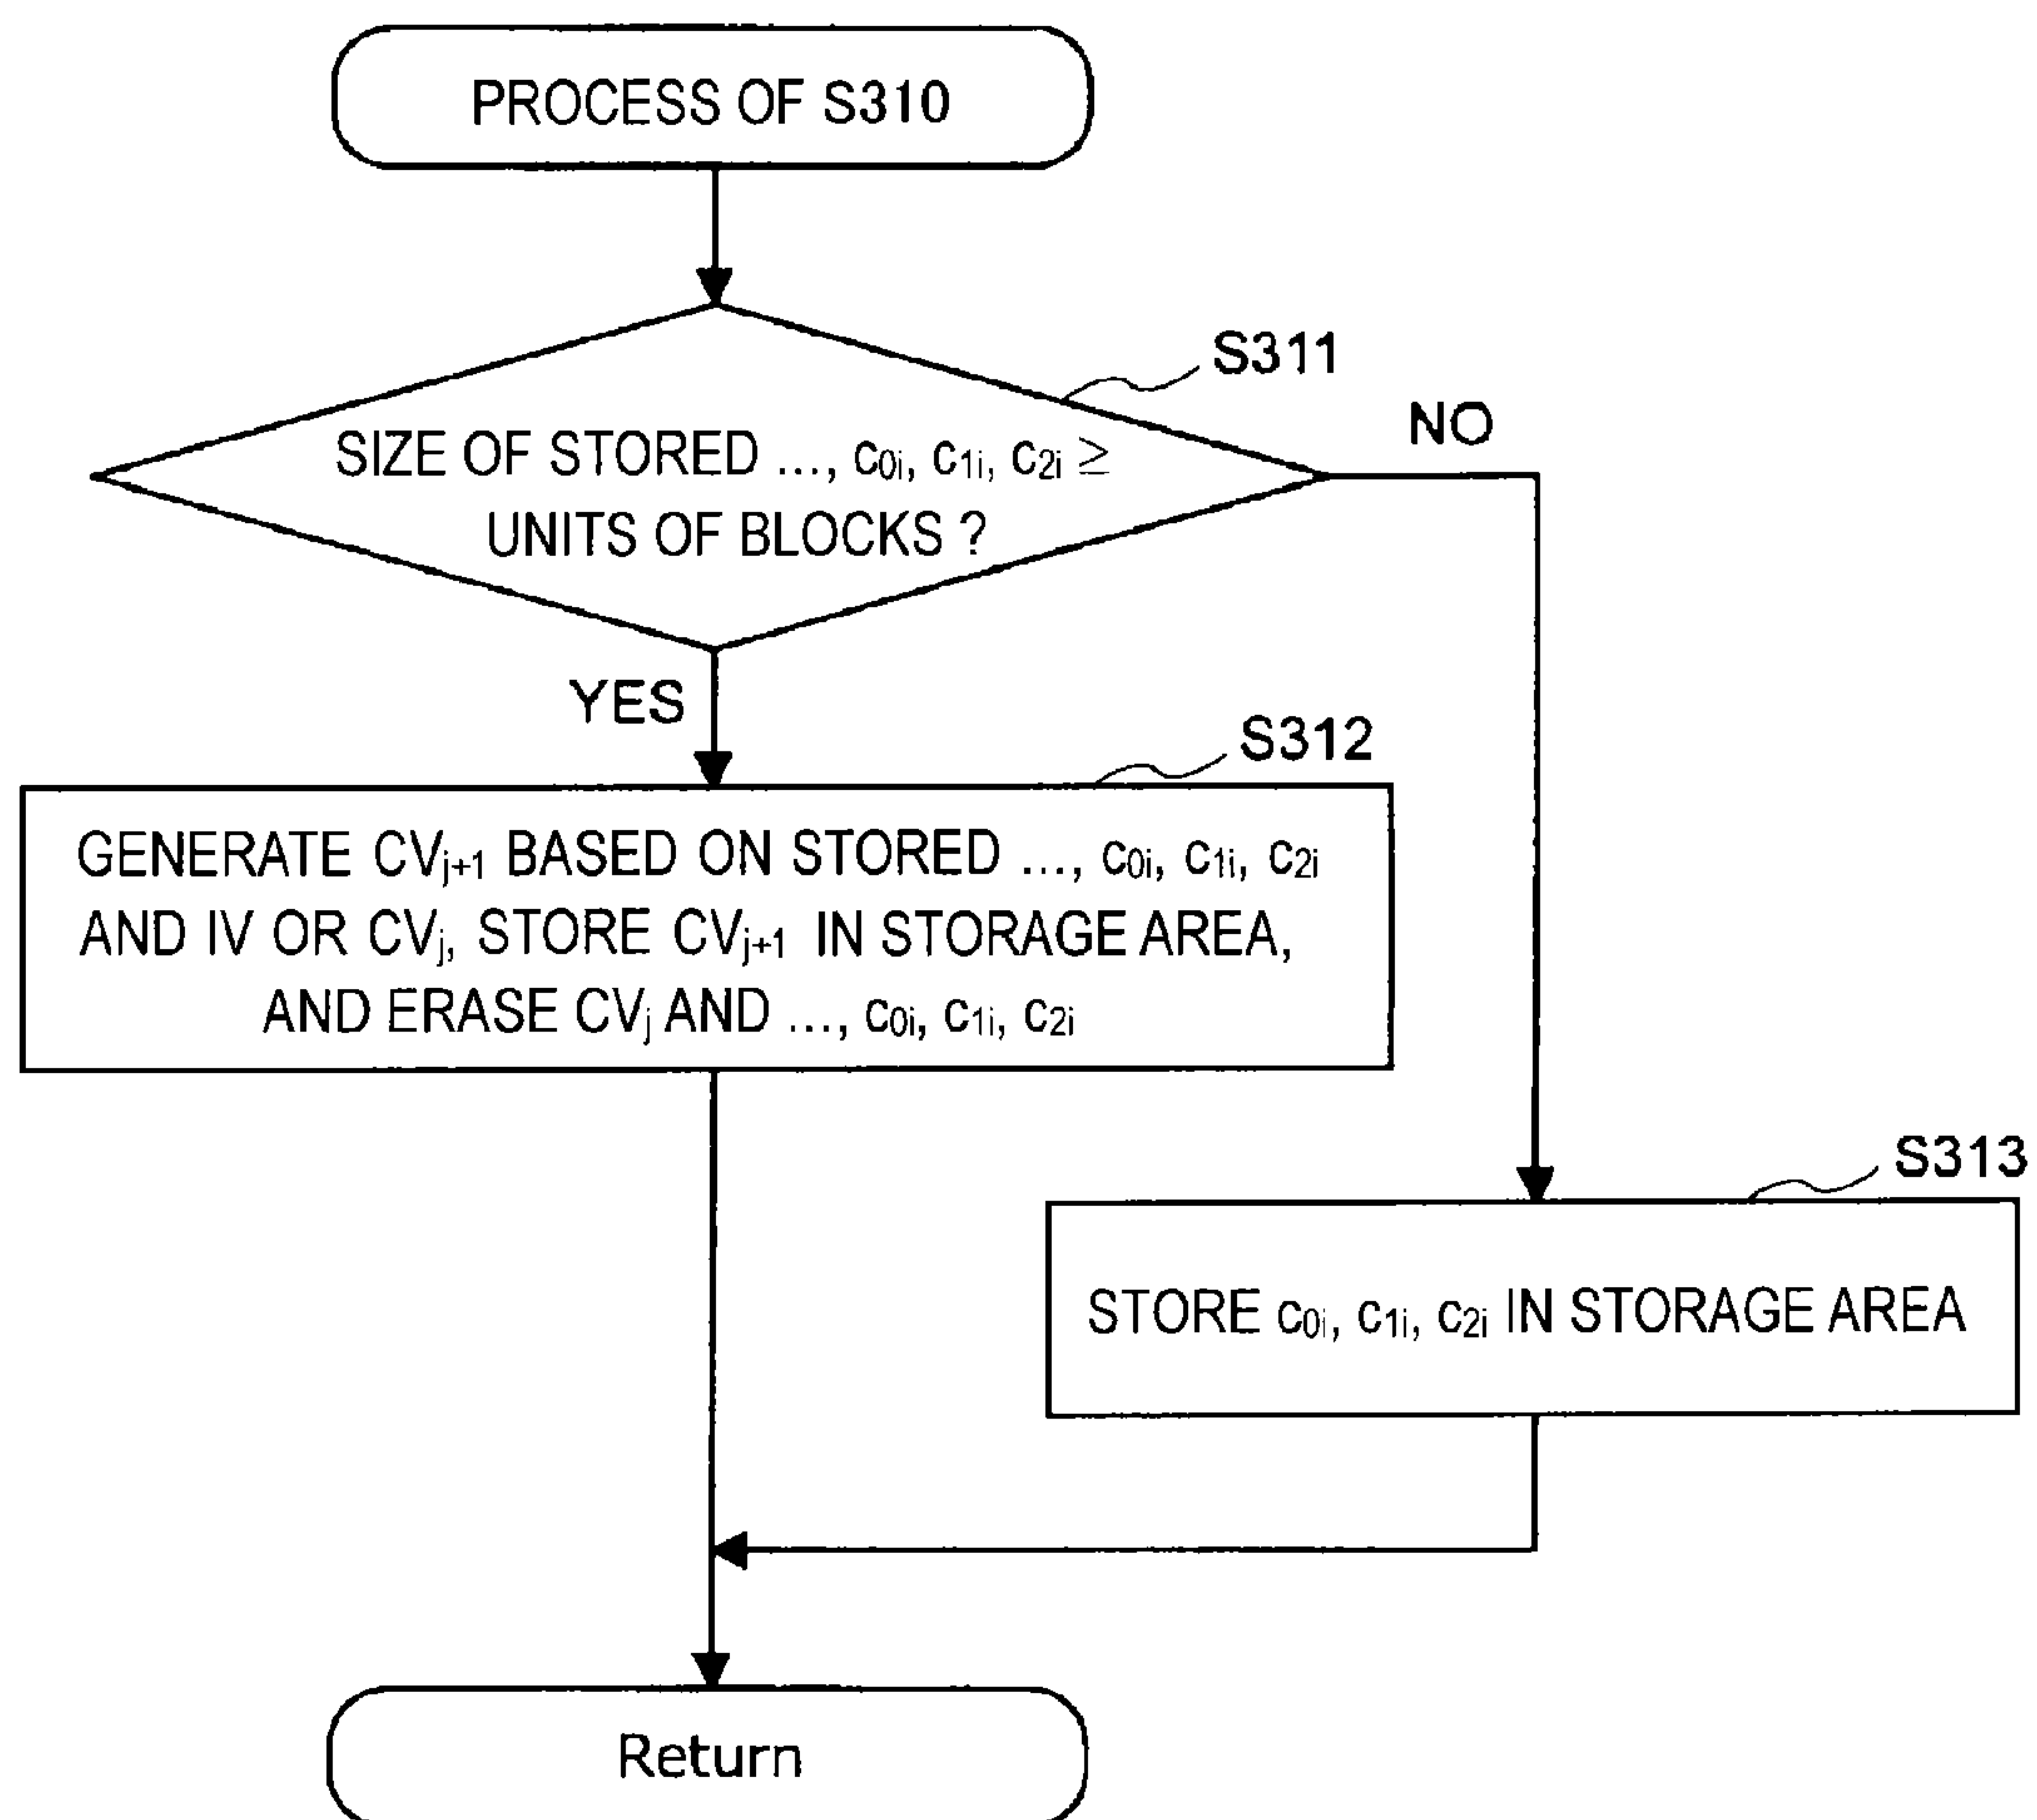 PROCESS OF S310
S311
NO
SIZE OF STORED ..., c0i, c1i, c2i ≥
UNITS OF BLOCKS ?
YES
S312
GENERATE CVj+1 BASED ON STORED ..., c0i, c1i, c2i
AND IV OR CVj, STORE CVj+1 IN STORAGE AREA,
AND ERASE CVj AND ..., c0i, c1i, c2i
S313
STORE c0i, c1i, c2i IN STORAGE AREA
Return